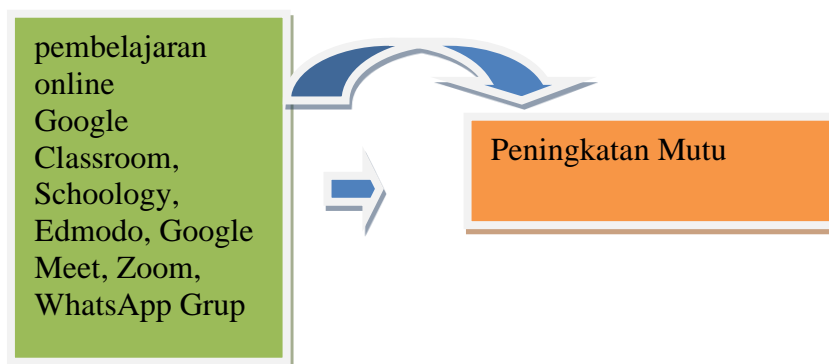 pembelajaran
online
Google
Classroom,
Schoology,
Edmodo, Google
Meet, Zoom,
WhatsApp Grup
Peningkatan Mutu